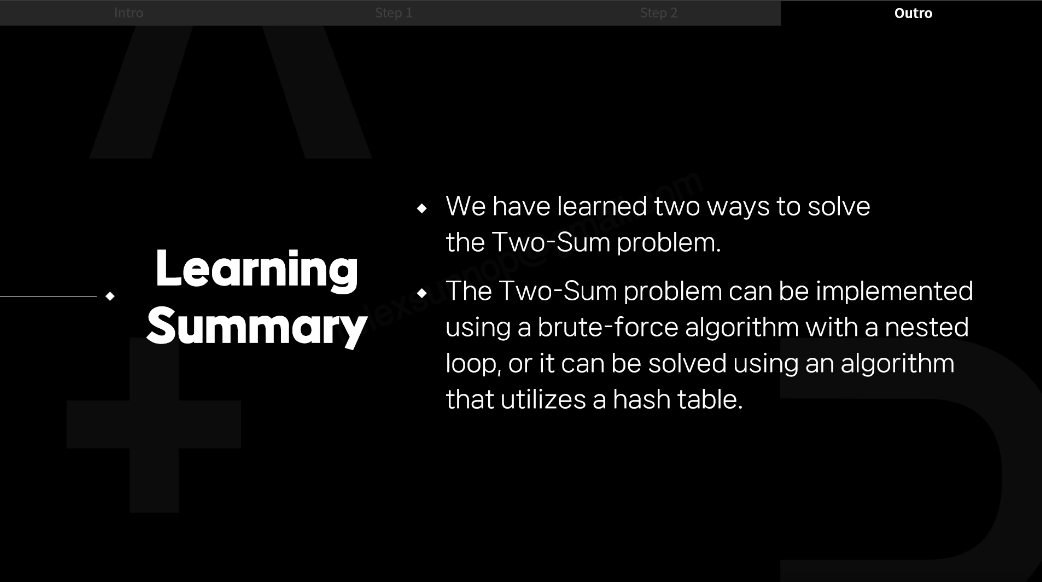 Intro
Step 1
Step 2
Outro
Learning
Summary
We have learned two ways to solve
the Two-Sum problem.
The Two-Sum problem can be implemented
using a brute-force algorithm with a nested
loop, or it can be solved using an algorithm
that utilizes a hash table.